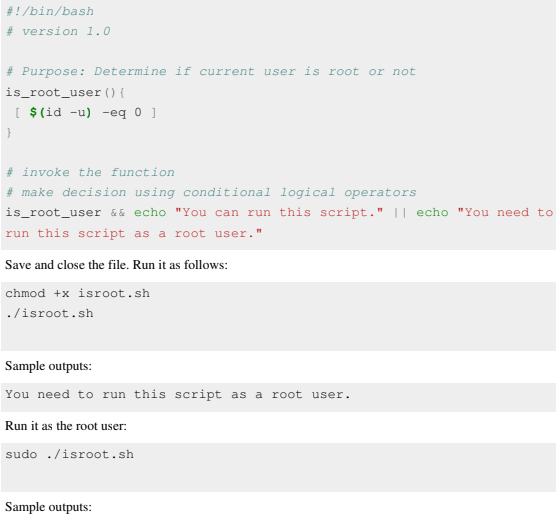 #!/bin/bash
# version 1.0
# Purpose: Determine if current user is root or not
is_root_user(){
 [ $(id -u) -eq 0 ]
}
# invoke the function
# make decision using conditional logical operators
is_root_user && echo "You can run this script." || echo "You need to
run this script as a root user."
Save and close the file. Run it as follows:
chmod +x isroot.sh
./isroot.sh
Sample outputs:
You need to run this script as a root user.
Run it as the root user:
sudo ./isroot.sh
Sample outputs: